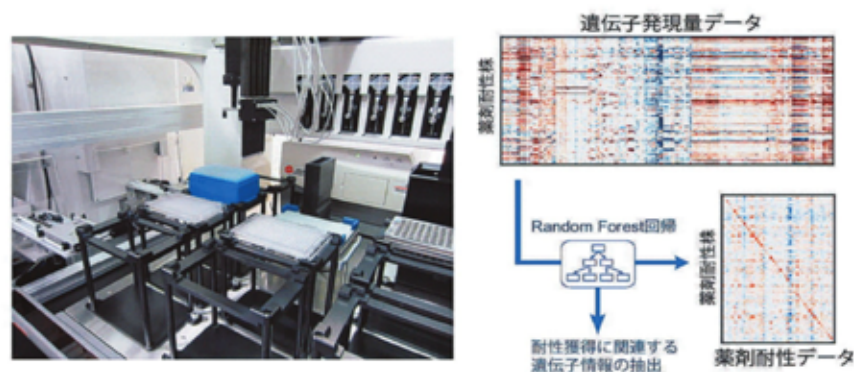 遺伝子発現量データ
薬剤耐性株
Random Forest回帰
薬剤耐性株
耐性獲得に関連する
遺伝子情報の抽出
薬剤耐性データ